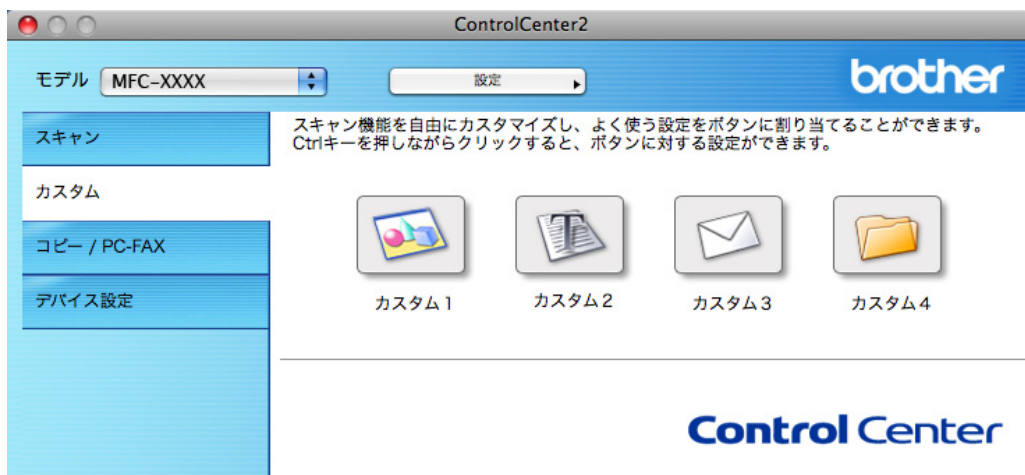 ControlCenter2
モデル MFC-XXXX 設定 brother
スキャン
カスタム
コピー / PC-FAX
デバイス設定
スキャン機能を自由にカスタマイズし、よく使う設定をボタンに割り当てることができます。
Ctrlキーを押しながらクリックすると、ボタンに対する設定ができます。
カスタム1 カスタム2 カスタム3 カスタム4
Control Center